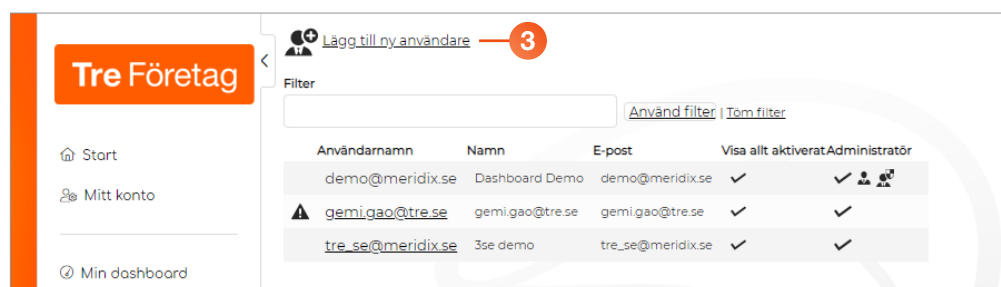 Lägg till ny användare 3
Tre Företag
Filter
Använd filter | Töm filter
Start
Mitt konto
Min dashboard
Användarnamn Namn E-post Visa allt aktiverat Administratör
demo@meridix.se Dashboard Demo demo@meridix.se
gemi.gao@tre.se gemi.gao@tre.se gemi.gao@tre.se
tre_se@meridix.se 3se demo tre_se@meridix.se